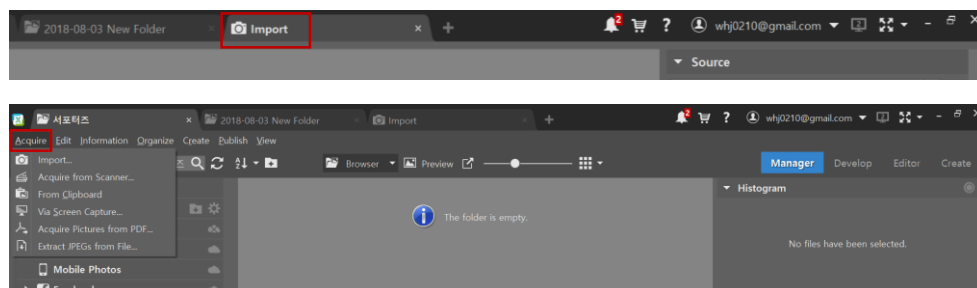 2018-08-03 New Folder × Import × + 2 ? whj0210@gmail.com 2
Source
서포터즈 × 2018-08-03 New Folder × Import × + 2 ? whj0210@gmail.com
Acquire Edit Information Organize Create Publish View
Import...
Browser Preview Manager Develop Editor Create
Acquire from Scanner...
Histogram
From Clipboard
Via Screen Capture...
The folder is empty.
Acquire Pictures from PDF...
Extract JPEGs from File...
No files have been selected.
Mobile Photos